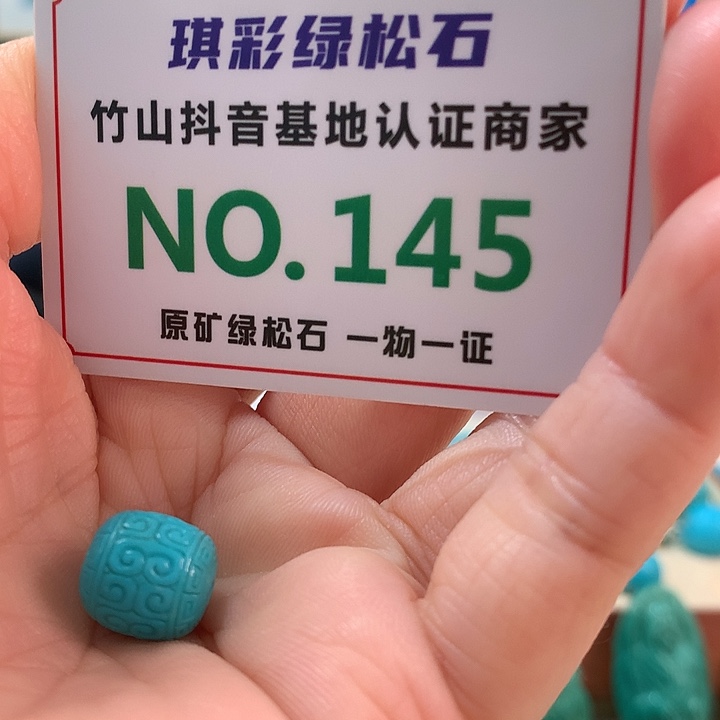 琪彩绿松石
竹山抖音基地认证商家
NO.145
原矿绿松石 一物一证